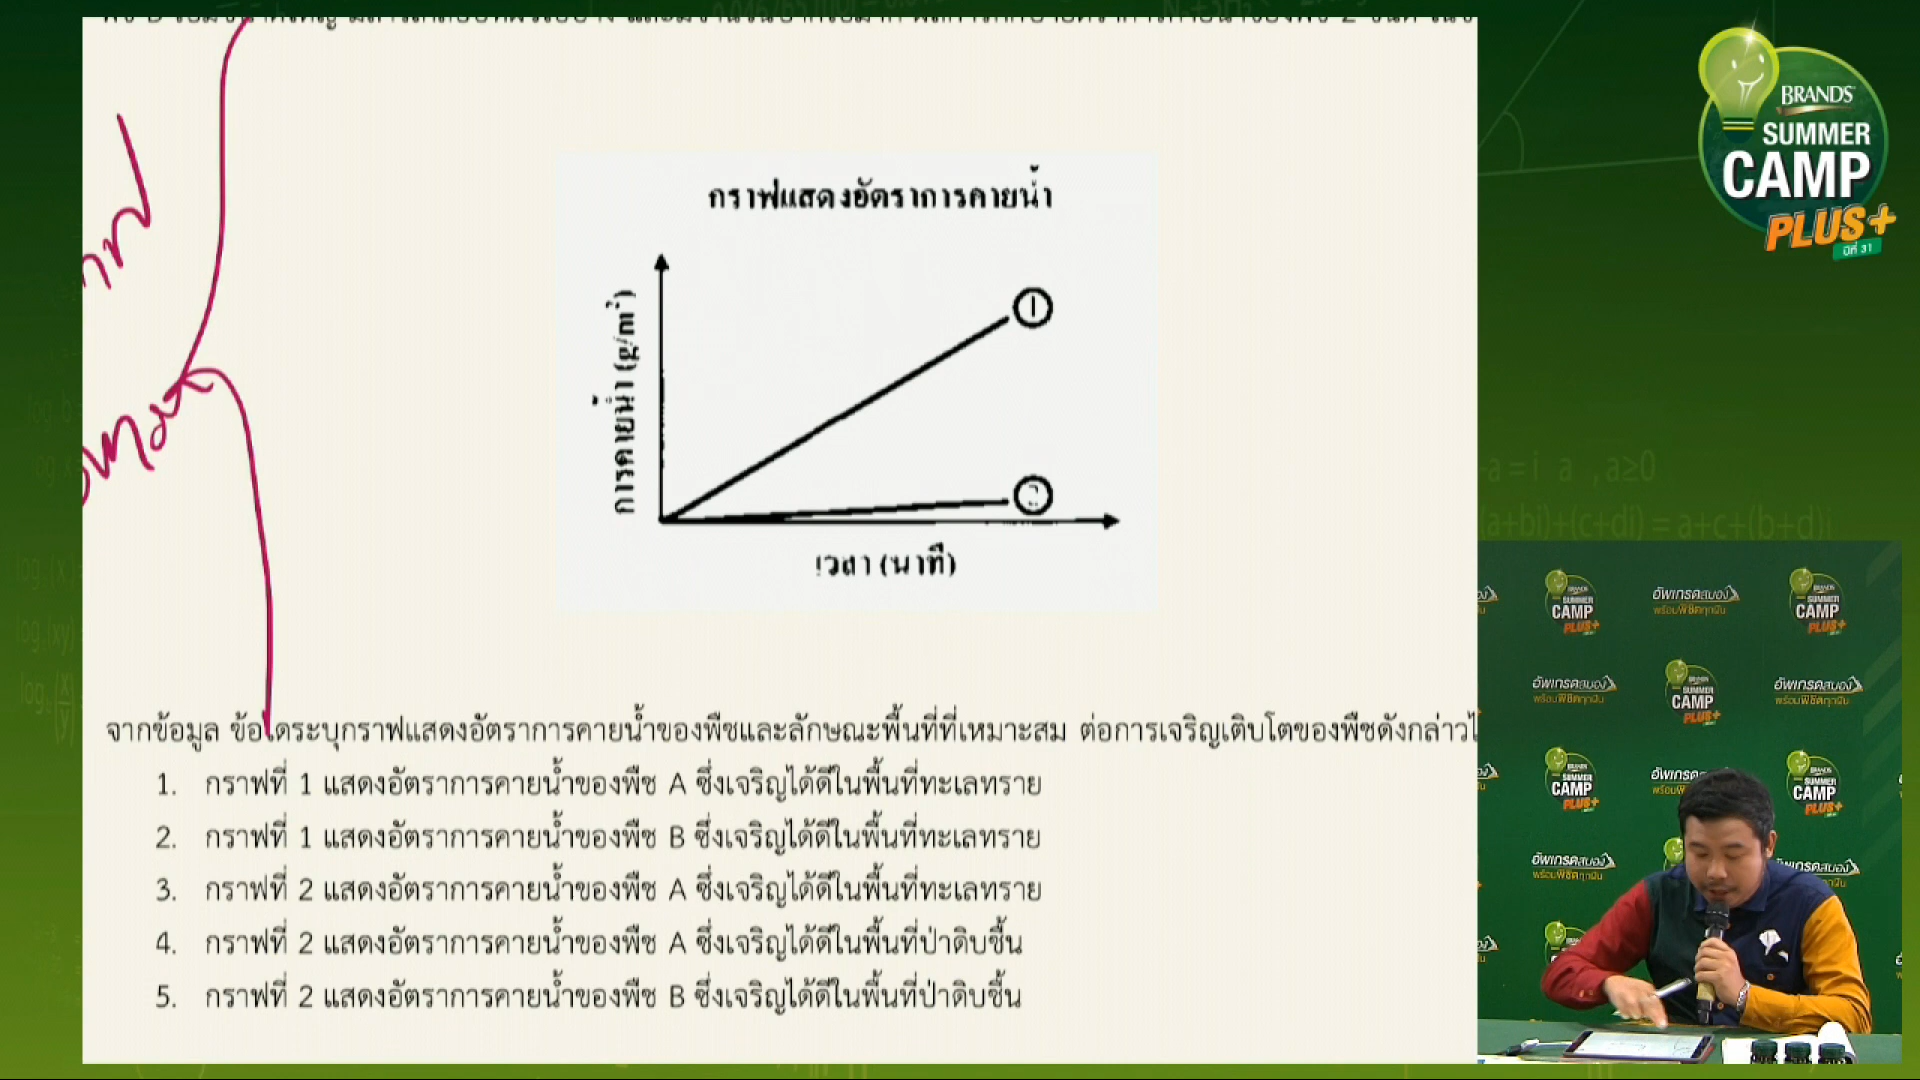 กราฟแสดงอัตราการคายน้ำ
การคายน้ำ (g/m²)
เวลา (นาที)
1
2
จากข้อมูล ข้อใดระบุกราฟแสดงอัตราการคายน้ำของพืชและลักษณะพื้นที่ที่เหมาะสม ต่อการเจริญเติบโตของพืชดังกล่าวไ
1. กราฟที่ 1 แสดงอัตราการคายน้ำของพืช A ซึ่งเจริญได้ดีในพื้นที่ทะเลทราย
2. กราฟที่ 1 แสดงอัตราการคายน้ำของพืช B ซึ่งเจริญได้ดีในพื้นที่ทะเลทราย
3. กราฟที่ 2 แสดงอัตราการคายน้ำของพืช A ซึ่งเจริญได้ดีในพื้นที่ทะเลทราย
4. กราฟที่ 2 แสดงอัตราการคายน้ำของพืช A ซึ่งเจริญได้ดีในพื้นที่ป่าดิบชื้น
5. กราฟที่ 2 แสดงอัตราการคายน้ำของพืช B ซึ่งเจริญได้ดีในพื้นที่ป่าดิบชื้น
BRANDS
SUMMER
CAMP
PLUS+
ปีที่ 31
-a = i a , a≥0
(a+bi)+(c+di) = a+c+(b+d)i
อัพเกรดสมอง
พร้อมพิชิตทุกฝัน
BRANDS
SUMMER
CAMP
PLUS+